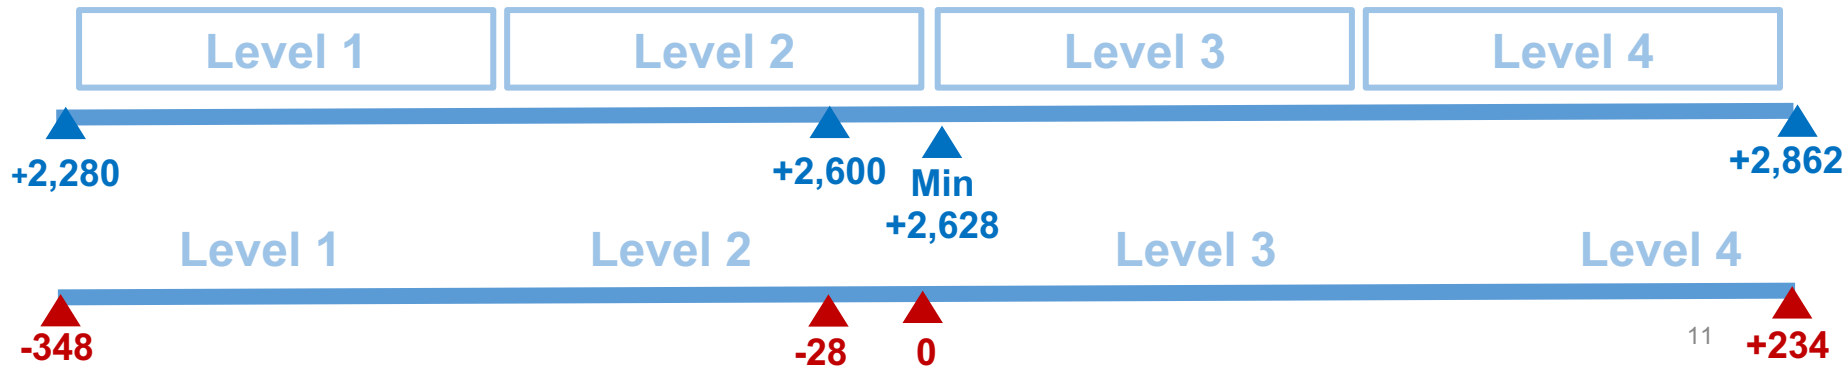 Level 1 Level 2 Level 3 Level 4
+2,280 +2,600 +2,862
Min
+2,628
Level 1 Level 2 Level 3 Level 4
-348 -28 0 +234
11